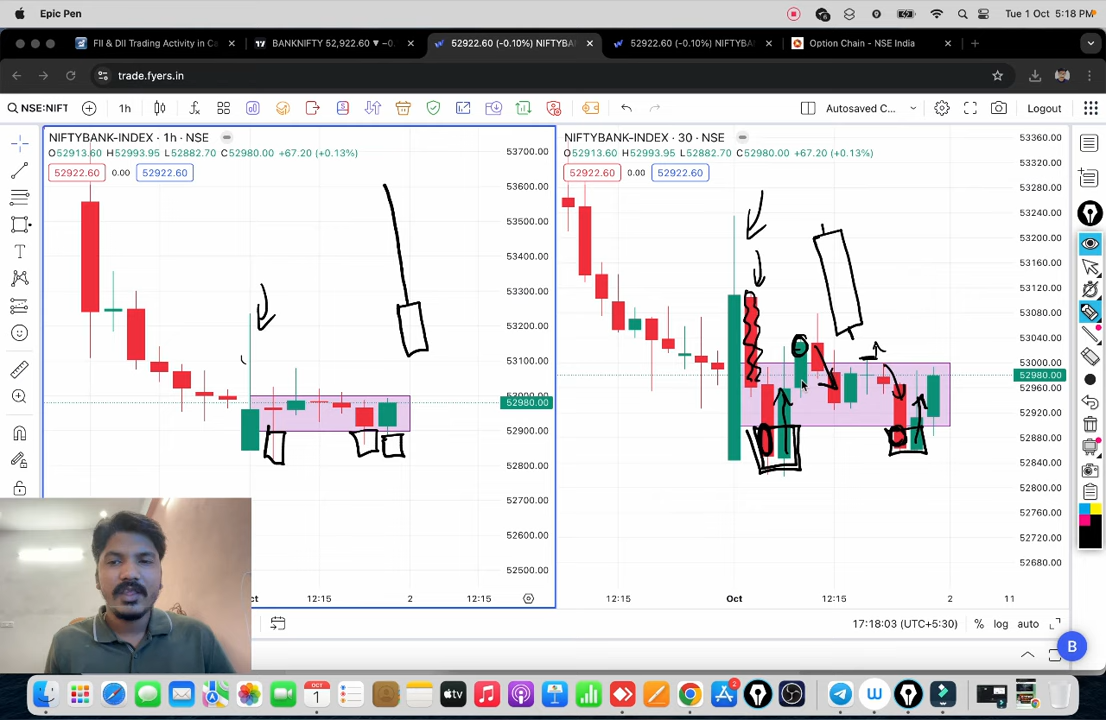 Epic Pen
Tue 1 Oct 5:18 PM
FII & DII Trading Activity in Ca
BANKNIFTY 52,922.60 ▼ −0.
52922.60 (-0.10%) NIFTYBA
52922.60 (-0.10%) NIFTYBA
Option Chain - NSE India
trade.fyers.in
NSE:NIFT
1h
Autosaved C...
Logout
NIFTYBANK-INDEX · 1h · NSE
O52913.60 H52993.95 L52882.70 C52980.00 +67.20 (+0.13%)
52922.60 0.00 52922.60
53700.00
53600.00
53500.00
53400.00
53300.00
53200.00
53100.00
53000.00
52980.00
52900.00
52800.00
52700.00
52600.00
52500.00
12:15 2 12:15
NIFTYBANK-INDEX · 30 · NSE
O52913.60 H52993.95 L52882.70 C52980.00 +67.20 (+0.13%)
52922.60 0.00 52922.60
53360.00
53320.00
53280.00
53240.00
53200.00
53160.00
53120.00
53080.00
53040.00
53000.00
52980.00
52960.00
52920.00
52880.00
52840.00
52800.00
52760.00
52720.00
52680.00
12:15 Oct 12:15 2 11
17:18:03 (UTC+5:30) % log auto
B
OCT
1
2